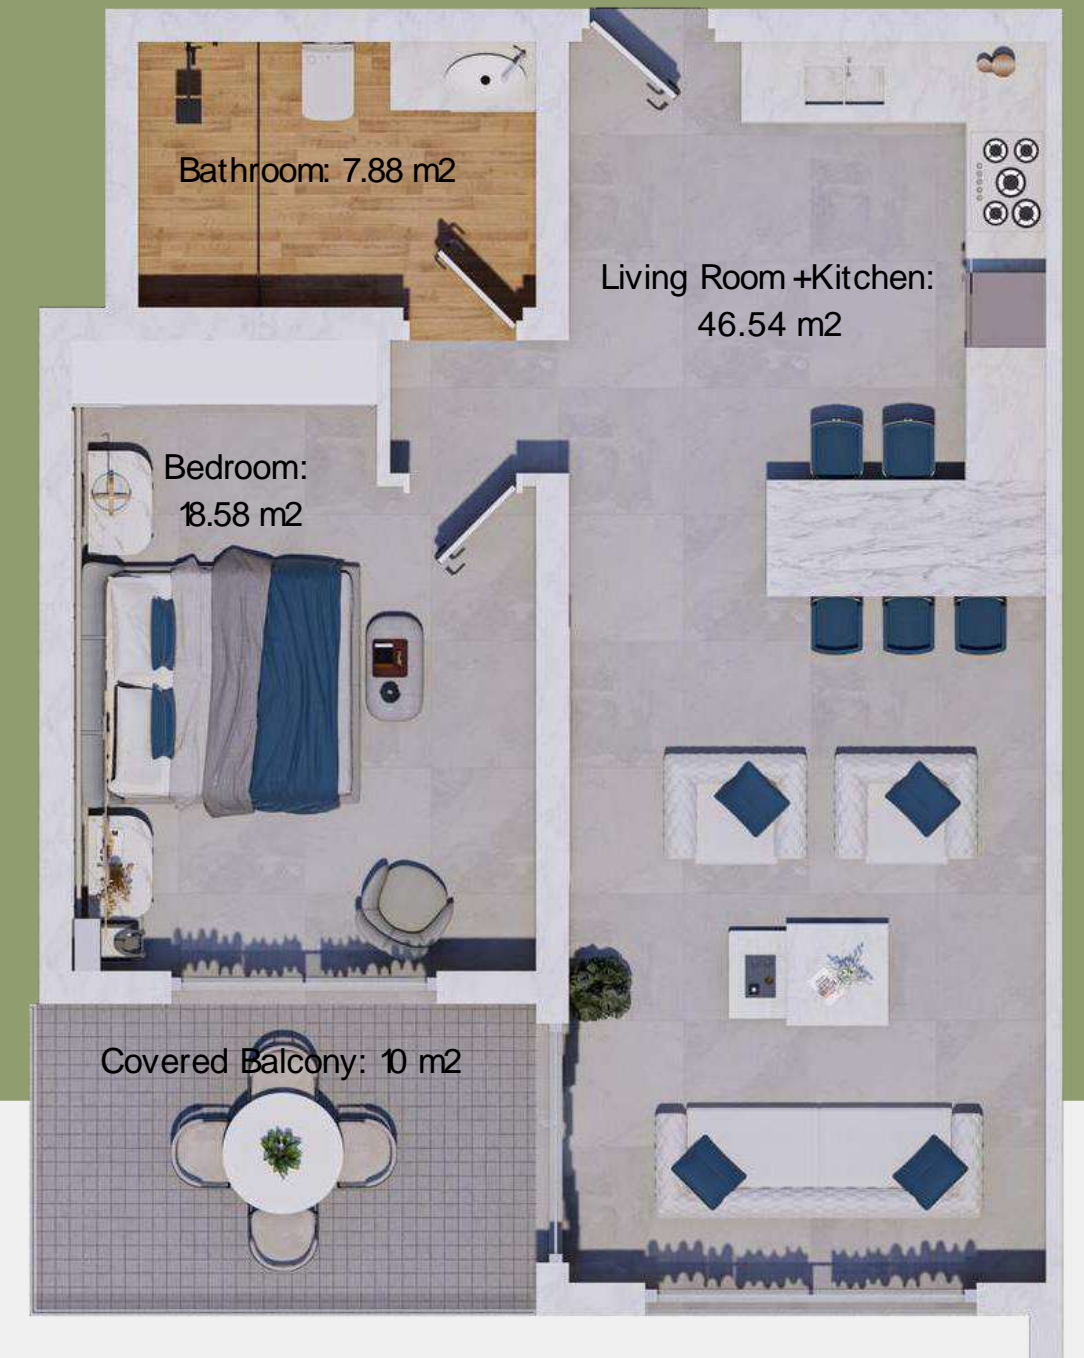 Bathroom: 7.88 m2
Living Room +Kitchen:
46.54 m2
Bedroom:
18.58 m2
Covered Balcony: 10 m2